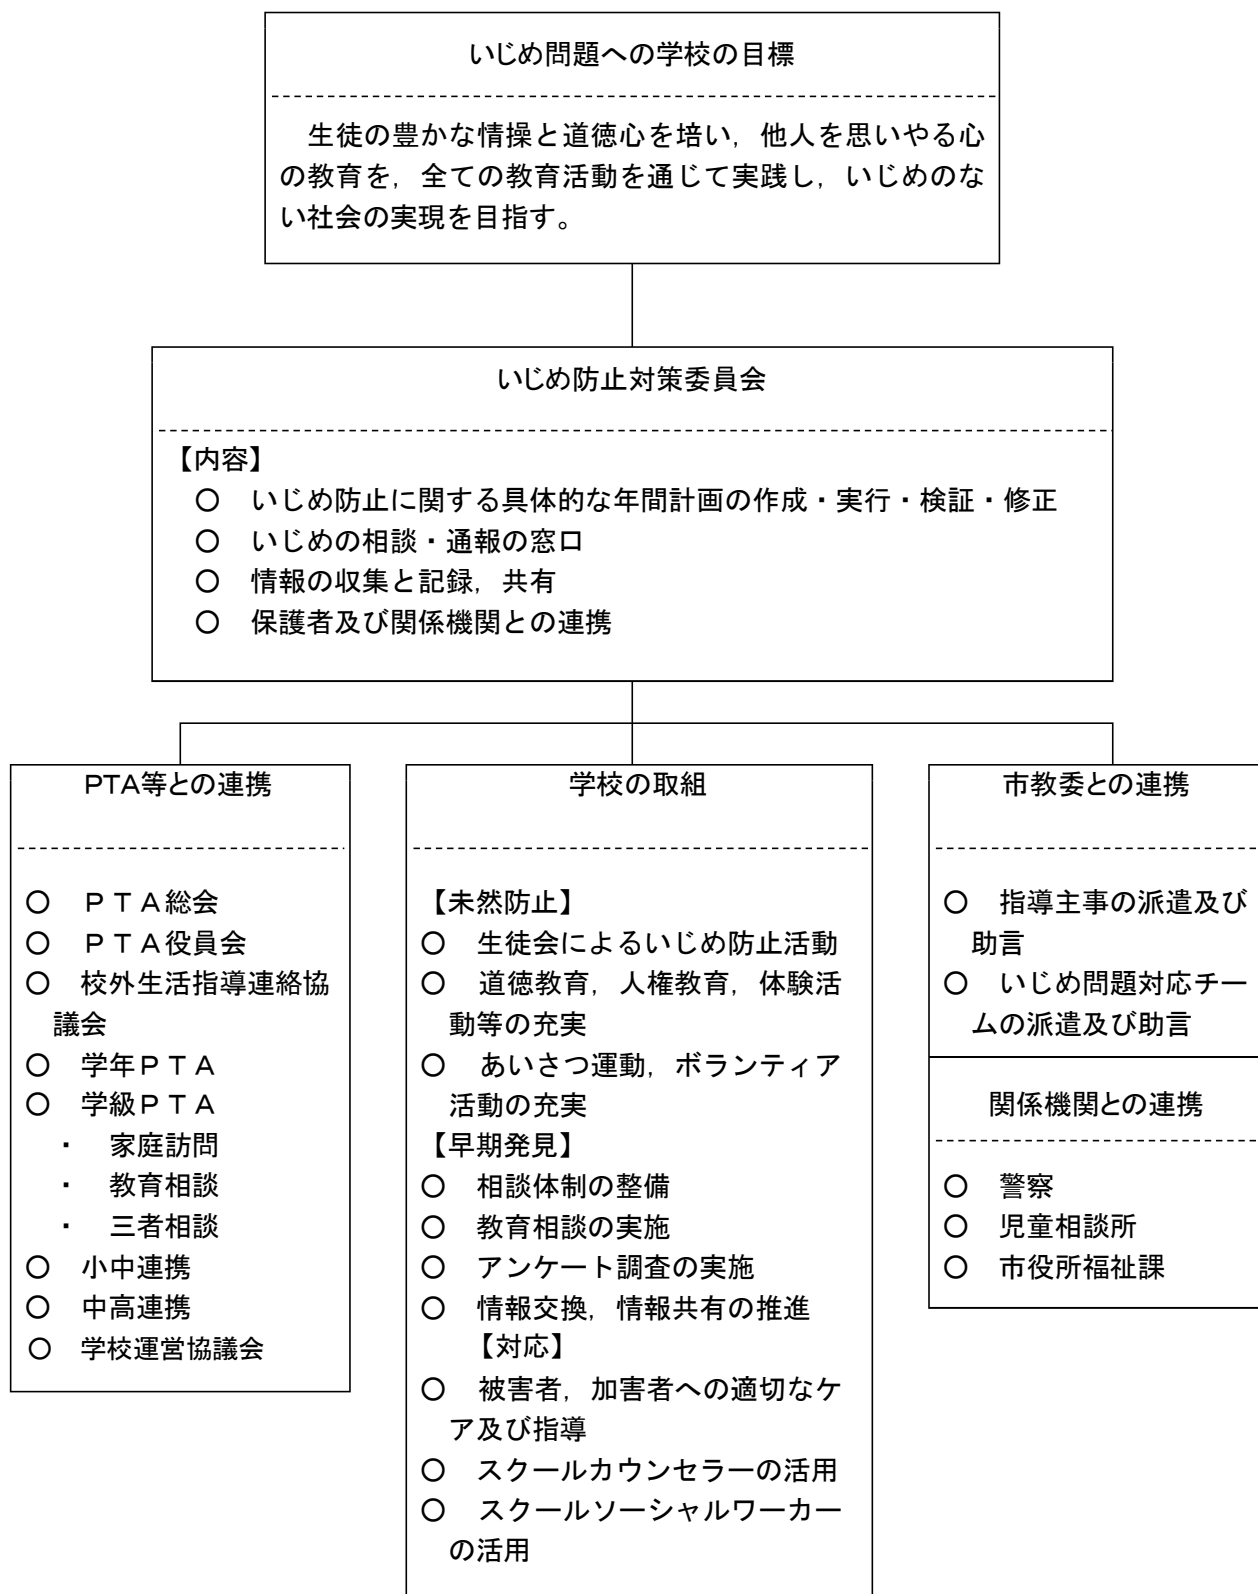 いじめ問題への学校の目標
生徒の豊かな情操と道徳心を培い，他人を思いやる心
の教育を，全ての教育活動を通じて実践し，いじめのな
い社会の実現を目指す。
いじめ防止対策委員会
【内容】
○　いじめ防止に関する具体的な年間計画の作成・実行・検証・修正
○　いじめの相談・通報の窓口
○　情報の収集と記録，共有
○　保護者及び関係機関との連携
PTA等との連携
○　ＰＴＡ総会
○　ＰＴＡ役員会
○　校外生活指導連絡協
議会
○　学年ＰＴＡ
○　学級ＰＴＡ
・　家庭訪問
・　教育相談
・　三者相談
○　小中連携
○　中高連携
○　学校運営協議会
学校の取組
【未然防止】
○　生徒会によるいじめ防止活動
○　道徳教育，人権教育，体験活
動等の充実
○　あいさつ運動，ボランティア
活動の充実
【早期発見】
○　相談体制の整備
○　教育相談の実施
○　アンケート調査の実施
○　情報交換，情報共有の推進
【対応】
○　被害者，加害者への適切なケ
ア及び指導
○　スクールカウンセラーの活用
○　スクールソーシャルワーカー
の活用
市教委との連携
○　指導主事の派遣及び
助言
○　いじめ問題対応チー
ムの派遣及び助言
関係機関との連携
○　警察
○　児童相談所
○　市役所福祉課